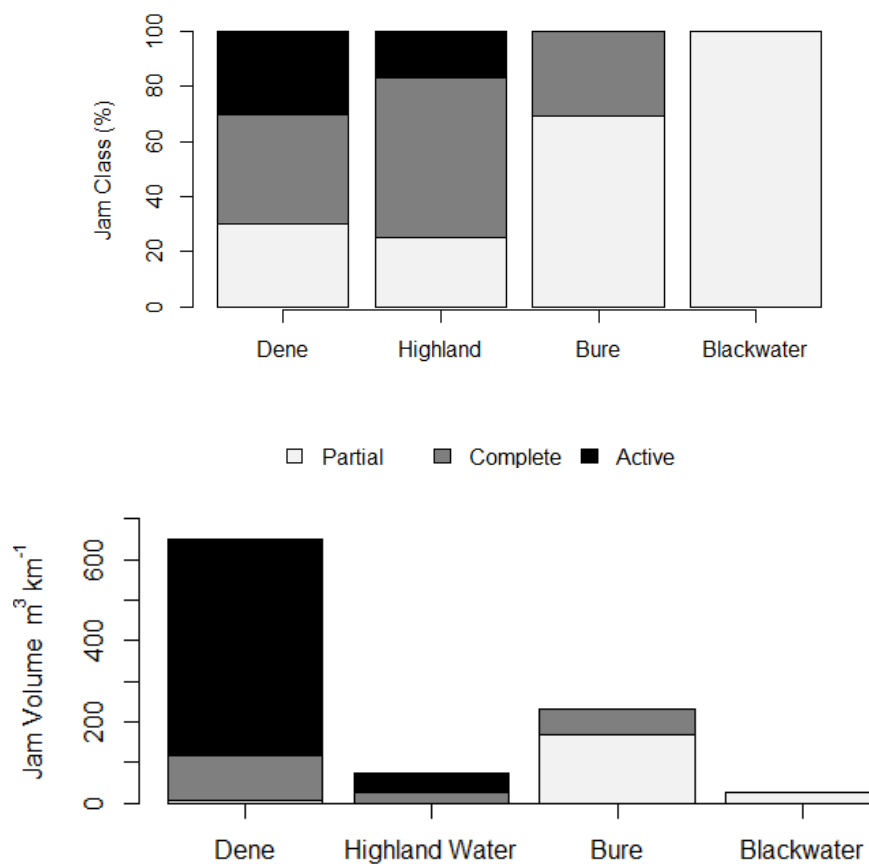 Jam Class (%)
100
80
60
40
20
0
Dene Highland Bure Blackwater
Partial Complete Active
Jam Volume m³ km⁻¹
600
400
200
0
Dene Highland Water Bure Blackwater